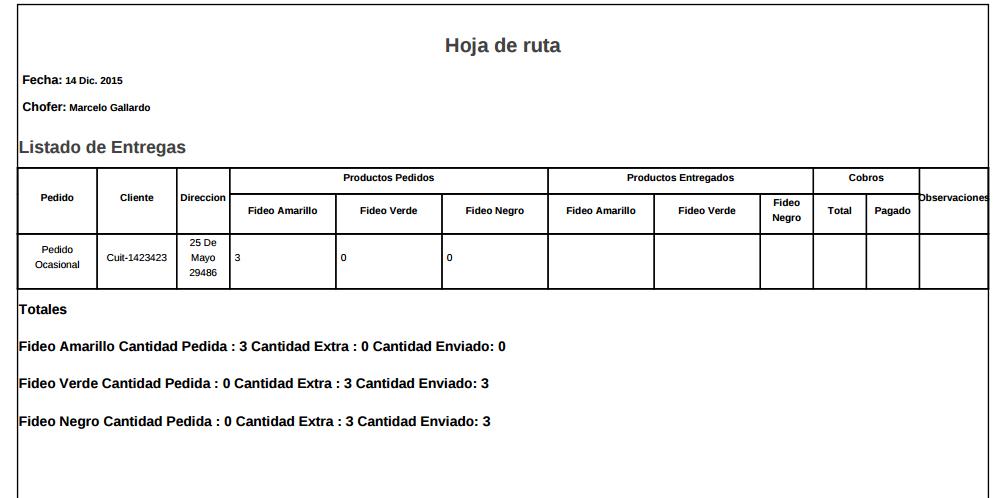 Hoja de ruta
Fecha: 14 Dic. 2015
Chofer: Marcelo Gallardo
Listado de Entregas
Pedido Cliente Direccion Productos Pedidos Productos Entregados Cobros Observaciones
Fideo Amarillo Fideo Verde Fideo Negro Fideo Amarillo Fideo Verde Fideo Negro Total Pagado
Pedido Ocasional Cuit-1423423 25 De Mayo 29486 3 0 0
Totales
Fideo Amarillo Cantidad Pedida : 3 Cantidad Extra : 0 Cantidad Enviado: 0
Fideo Verde Cantidad Pedida : 0 Cantidad Extra : 3 Cantidad Enviado: 3
Fideo Negro Cantidad Pedida : 0 Cantidad Extra : 3 Cantidad Enviado: 3